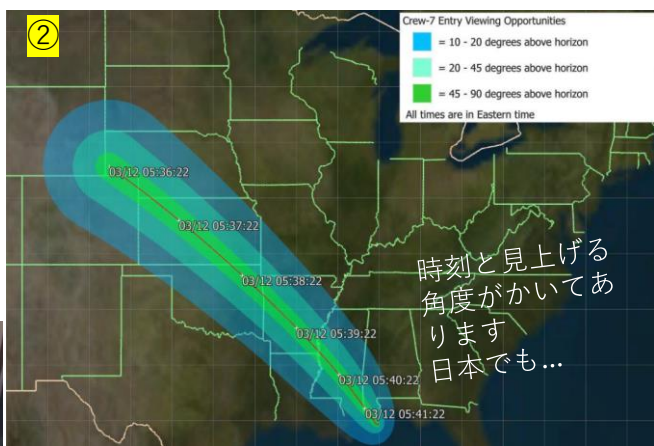 ②
Crew-7 Entry Viewing Opportunities
= 10 - 20 degrees above horizon
= 20 - 45 degrees above horizon
= 45 - 90 degrees above horizon
All times are in Eastern time
03/12 05:36:22
03/12 05:37:22
03/12 05:38:22
03/12 05:39:22
03/12 05:40:22
03/12 05:41:22
時刻と見上げる
角度がかいてあ
ります
日本でも...